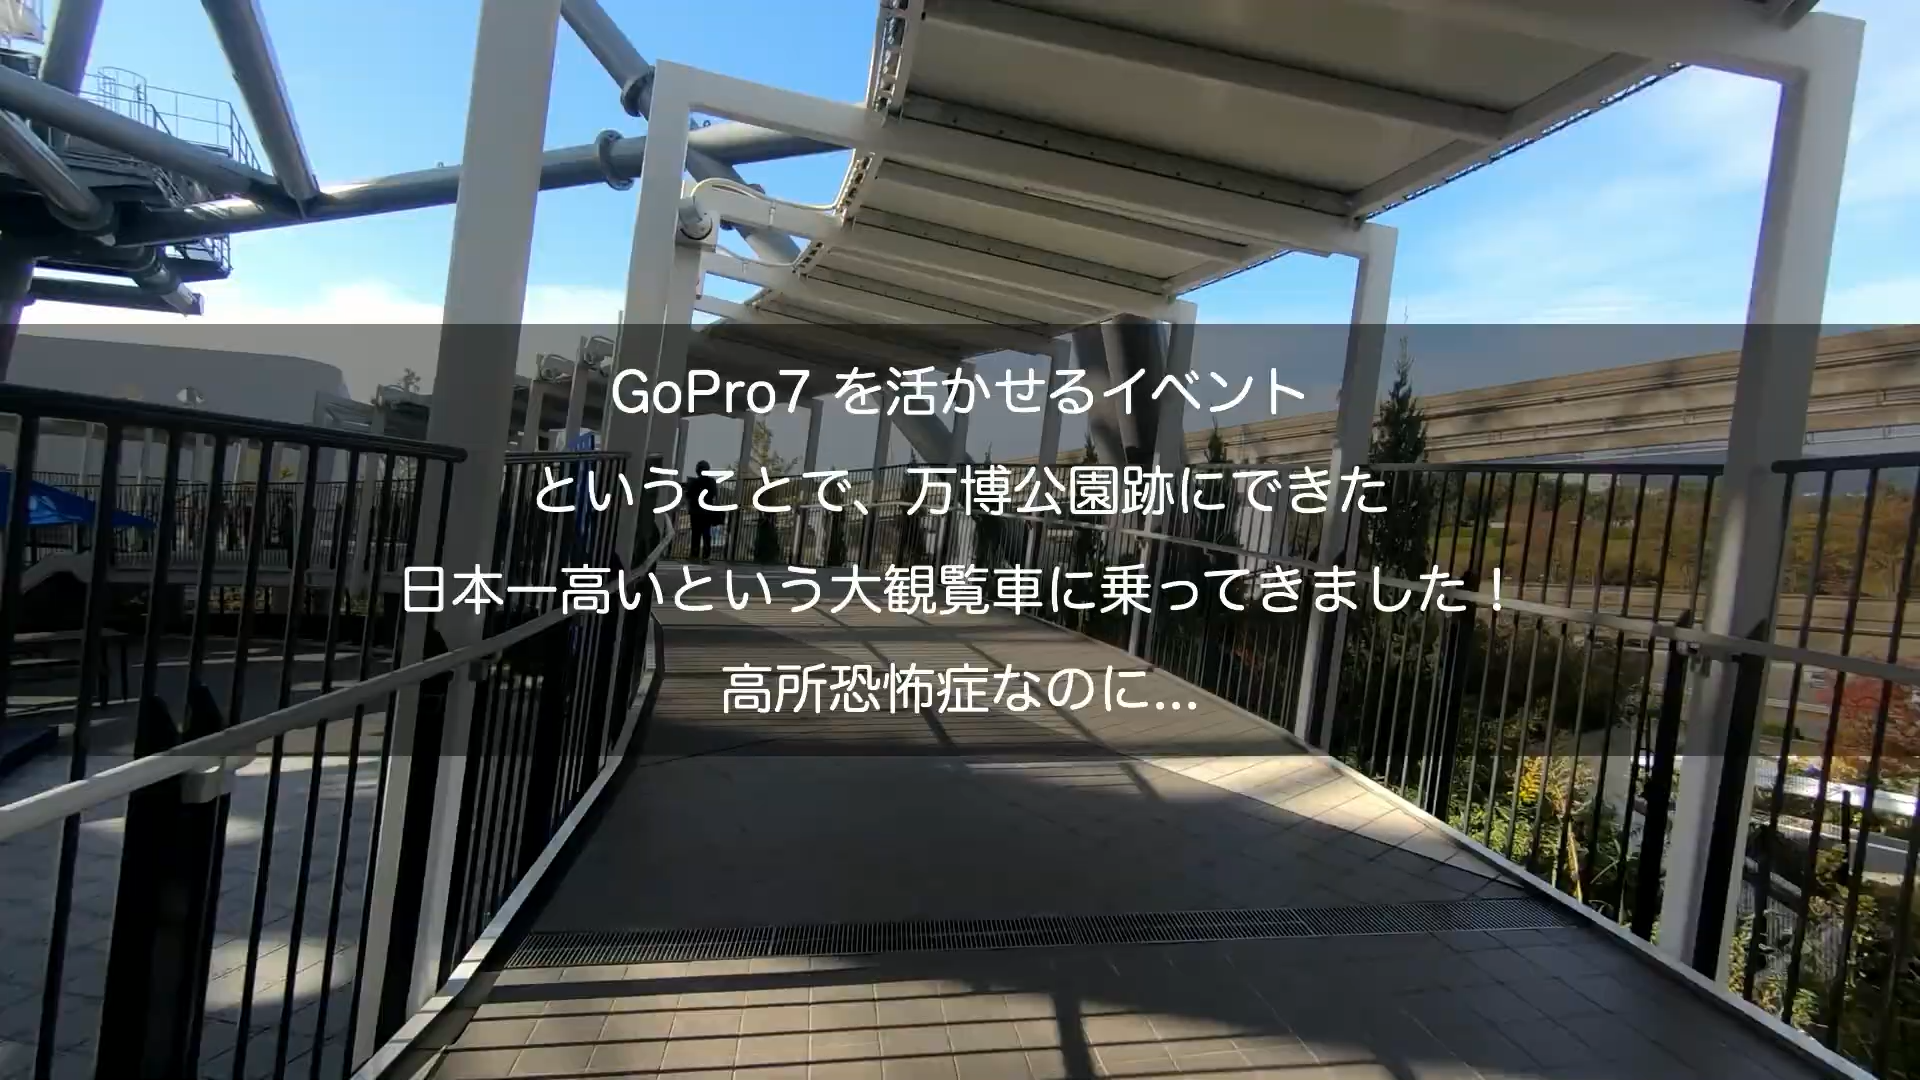 GoPro7 を活かせるイベント
ということで、万博公園跡にできた
日本一高いという大観覧車に乗ってきました！
高所恐怖症なのに...